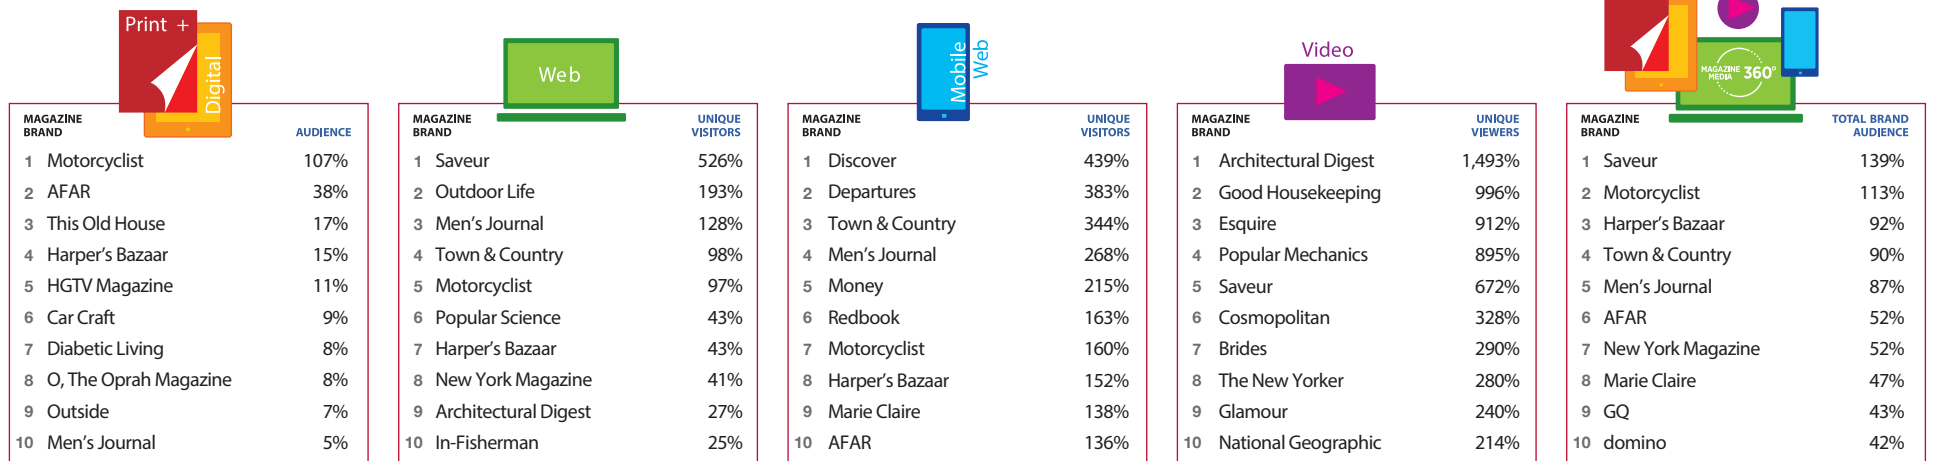 Print +
Digital
MAGAZINE
BRAND
AUDIENCE
1 Motorcyclist 107%
2 AFAR 38%
3 This Old House 17%
4 Harper's Bazaar 15%
5 HGTV Magazine 11%
6 Car Craft 9%
7 Diabetic Living 8%
8 O, The Oprah Magazine 8%
9 Outside 7%
10 Men's Journal 5%
Web
MAGAZINE
BRAND
UNIQUE
VISITORS
1 Saveur 526%
2 Outdoor Life 193%
3 Men's Journal 128%
4 Town & Country 98%
5 Motorcyclist 97%
6 Popular Science 43%
7 Harper's Bazaar 43%
8 New York Magazine 41%
9 Architectural Digest 27%
10 In-Fisherman 25%
Mobile
Web
MAGAZINE
BRAND
UNIQUE
VISITORS
1 Discover 439%
2 Departures 383%
3 Town & Country 344%
4 Men's Journal 268%
5 Money 215%
6 Redbook 163%
7 Motorcyclist 160%
8 Harper's Bazaar 152%
9 Marie Claire 138%
10 AFAR 136%
Video
MAGAZINE
BRAND
UNIQUE
VIEWERS
1 Architectural Digest 1,493%
2 Good Housekeeping 996%
3 Esquire 912%
4 Popular Mechanics 895%
5 Saveur 672%
6 Cosmopolitan 328%
7 Brides 290%
8 The New Yorker 280%
9 Glamour 240%
10 National Geographic 214%
MAGAZINE
MEDIA 360°
MAGAZINE
BRAND
TOTAL BRAND
AUDIENCE
1 Saveur 139%
2 Motorcyclist 113%
3 Harper's Bazaar 92%
4 Town & Country 90%
5 Men's Journal 87%
6 AFAR 52%
7 New York Magazine 52%
8 Marie Claire 47%
9 GQ 43%
10 domino 42%